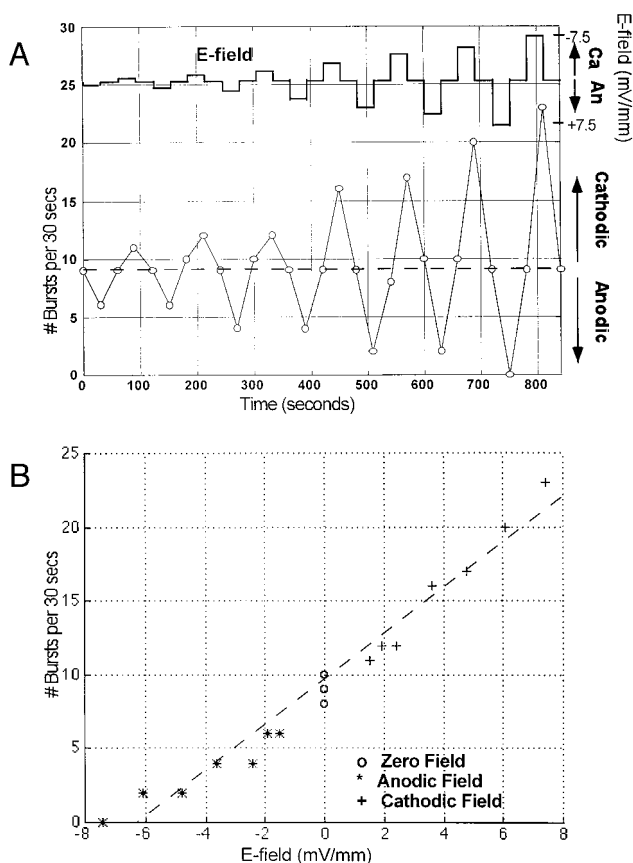 A
E-field
30
25
20
15
10
5
0
# Bursts per 30 secs
0 100 200 300 400 500 600 700 800
Time (seconds)
-7.5
+7.5
Ca
An
E-field (mV/mm)
Cathodic
Anodic
B
25
20
15
10
5
0
# Bursts per 30 secs
-8 -6 -4 -2 0 2 4 6 8
E-field (mV/mm)
o Zero Field
* Anodic Field
+ Cathodic Field